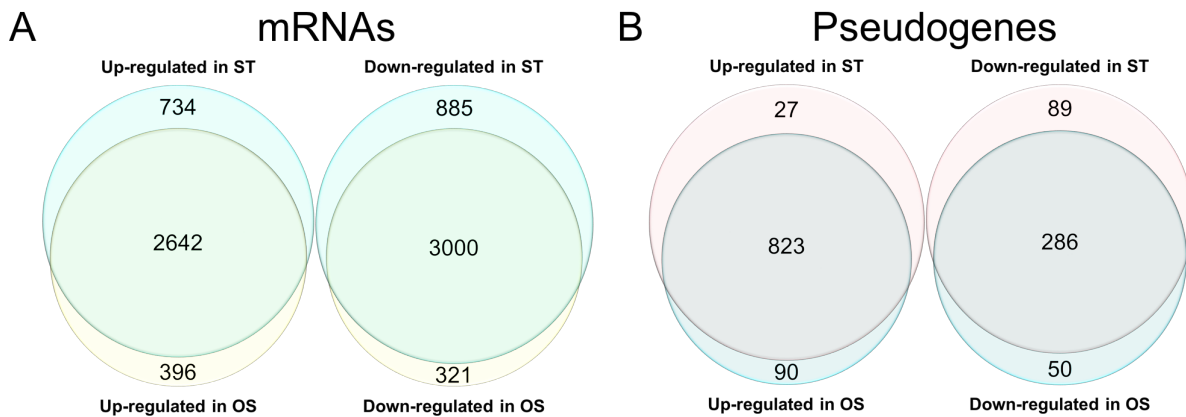 A mRNAs
Up-regulated in ST Down-regulated in ST
734 885
2642 3000
396 321
Up-regulated in OS Down-regulated in OS
B Pseudogenes
Up-regulated in ST Down-regulated in ST
27 89
823 286
90 50
Up-regulated in OS Down-regulated in OS